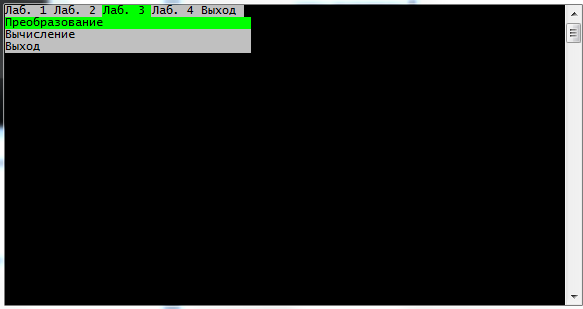 Лаб. 1 Лаб. 2 Лаб. 3 Лаб. 4 Выход
Преобразование
Вычисление
Выход